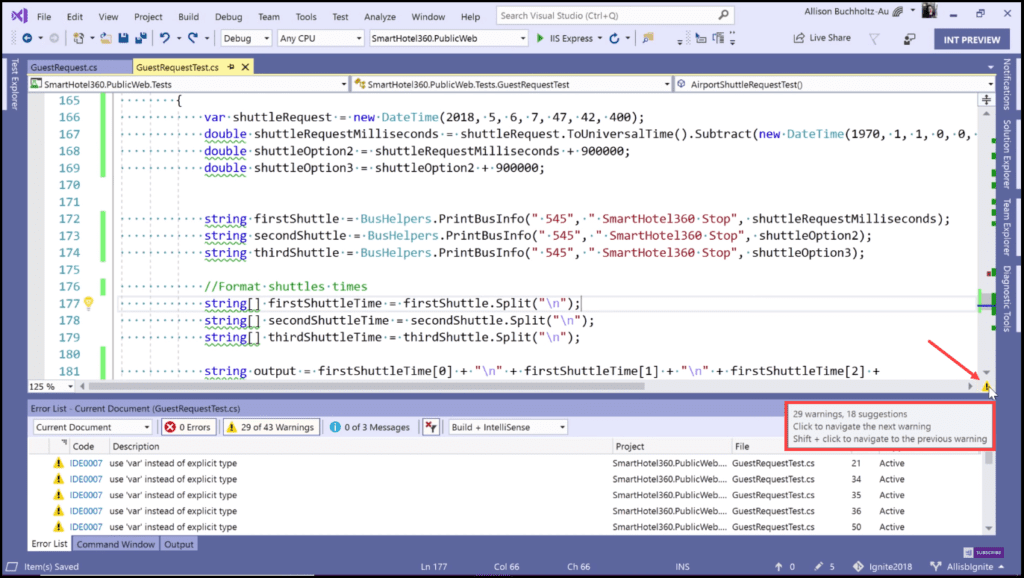 File Edit View Project Build Debug Team Tools Test Analyze Window Help Search Visual Studio (Ctrl+Q) Allison Buchholtz-Au
Debug Any CPU SmartHotel360.PublicWeb IIS Express Live Share INT PREVIEW
Test Explorer
GuestRequest.cs GuestRequestTest.cs
SmartHotel360.PublicWeb.Tests SmartHotel360.PublicWeb.Tests.GuestRequestTest AirportShuttleRequestTest()
165 {
166 var shuttleRequest = new DateTime(2018, 5, 6, 7, 47, 42, 400);
167 double shuttleRequestMilliseconds = shuttleRequest.ToUniversalTime().Subtract(new DateTime(1970, 1, 1, 0, 0,
168 double shuttleOption2 = shuttleRequestMilliseconds + 900000;
169 double shuttleOption3 = shuttleOption2 + 900000;
170
171
172 string firstShuttle = BusHelpers.PrintBusInfo(" 545", " SmartHotel360 Stop", shuttleRequestMilliseconds);
173 string secondShuttle = BusHelpers.PrintBusInfo(" 545", " SmartHotel360 Stop", shuttleOption2);
174 string thirdShuttle = BusHelpers.PrintBusInfo(" 545", " SmartHotel360 Stop", shuttleOption3);
175
176 //Format shuttles times
177 string[] firstShuttleTime = firstShuttle.Split("\n");
178 string[] secondShuttleTime = secondShuttle.Split("\n");
179 string[] thirdShuttleTime = thirdShuttle.Split("\n");
180
181 string output = firstShuttleTime[0] + "\n" + firstShuttleTime[1] + "\n" + firstShuttleTime[2] +
Notifications
Solution Explorer
Team Explorer
Diagnostic Tools
125 %
29 warnings, 18 suggestions
Click to navigate the next warning
Shift + click to navigate to the previous warning
Error List - Current Document (GuestRequestTest.cs)
Current Document 0 Errors 29 of 43 Warnings 0 of 3 Messages Build + IntelliSense
Code Description Project File
IDE0007 use 'var' instead of explicit type SmartHotel360.PublicWeb.... GuestRequestTest.cs 21 Active
IDE0007 use 'var' instead of explicit type SmartHotel360.PublicWeb.... GuestRequestTest.cs 34 Active
IDE0007 use 'var' instead of explicit type SmartHotel360.PublicWeb.... GuestRequestTest.cs 35 Active
IDE0007 use 'var' instead of explicit type SmartHotel360.PublicWeb.... GuestRequestTest.cs 36 Active
IDE0007 use 'var' instead of explicit type SmartHotel360.PublicWeb.... GuestRequestTest.cs 50 Active
Error List Command Window Output
SUBSCRIBE
Item(s) Saved Ln 177 Col 66 Ch 66 INS 0 5 Ignite2018 AllisbIgnite